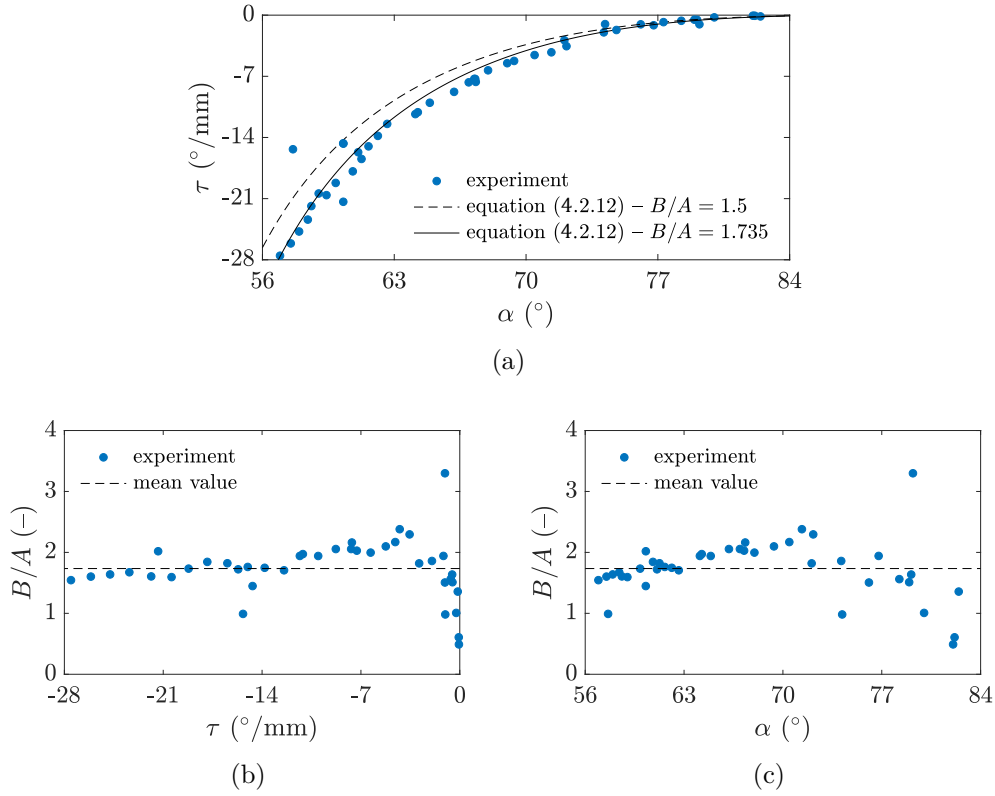 0
-7
-14
-21
-28
τ (°/mm)
experiment
equation (4.2.12) – B/A = 1.5
equation (4.2.12) – B/A = 1.735
56 63 70 77 84
α (°)
(a)
4
3
2
1
0
B/A (–)
experiment
mean value
-28 -21 -14 -7 0
τ (°/mm)
(b)
4
3
2
1
0
B/A (–)
experiment
mean value
56 63 70 77 84
α (°)
(c)